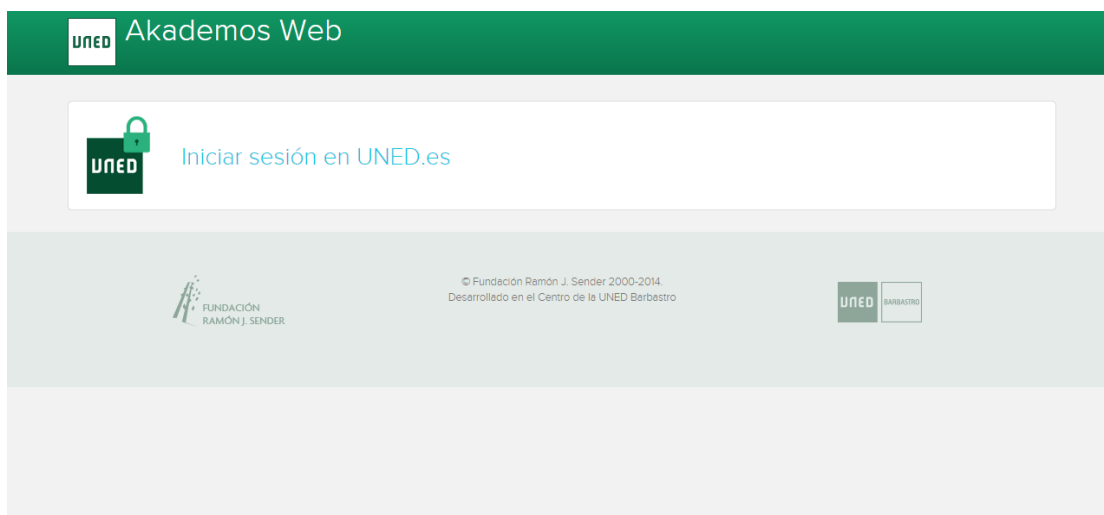 UNED Akademos Web
UNED Iniciar sesión en UNED.es
FUNDACIÓN
RAMÓN J. SENDER
© Fundación Ramón J. Sender 2000-2014.
Desarrollado en el Centro de la UNED Barbastro
UNED BARBASTRO